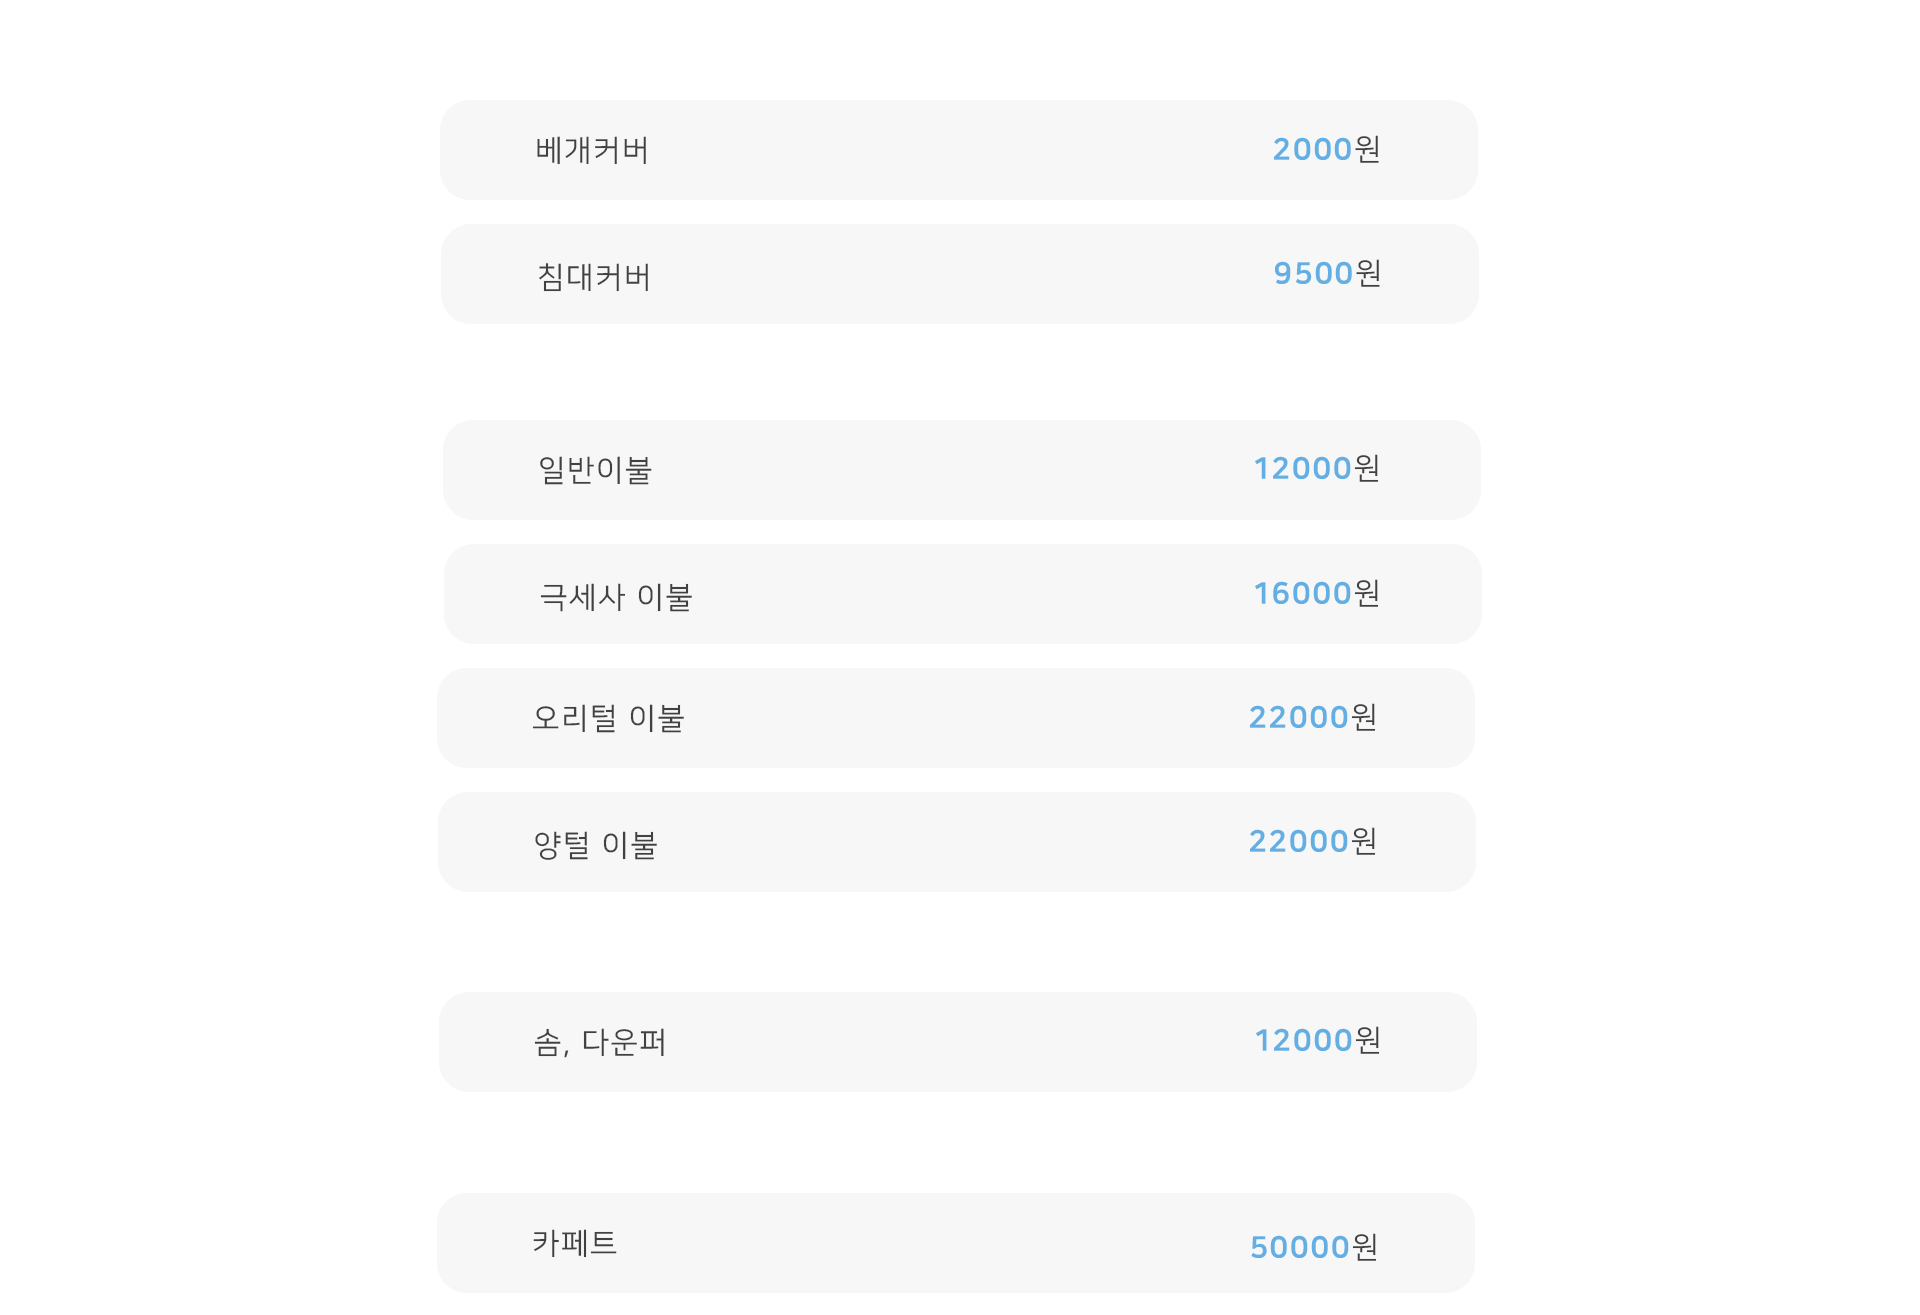 베개커버 2000원
침대커버 9500원
일반이불 12000원
극세사 이불 16000원
오리털 이불 22000원
양털 이불 22000원
솜, 다운퍼 12000원
카페트 50000원